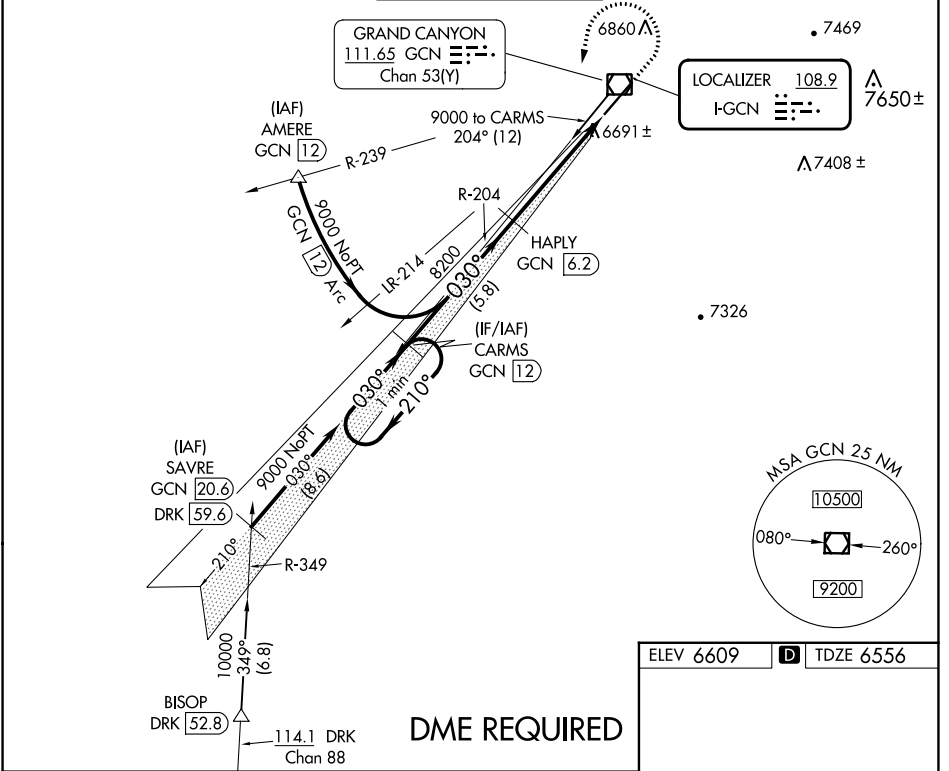 GRAND CANYON
111.65 GCN
Chan 53(Y)
6860
7469
LOCALIZER 108.9
I-GCN
7650 ±
(IAF)
AMERE
GCN 12
R-239
9000 to CARMS
204° (12)
6691 ±
7408 ±
R-204
9000 NoPT
GCN 12 Arc
LR-214
8200
030°
(5.8)
HAPLY
GCN 6.2
7326
(IF/IAF)
CARMS
GCN 12
030°
1 min
210°
(IAF)
SAVRE
GCN 20.6
DRK 59.6
9000 NoPT
030°
(8.6)
210°
R-349
MSA GCN 25 NM
10500
080°
260°
9200
10000
349°
(6.8)
BISOP
DRK 52.8
114.1 DRK
Chan 88
DME REQUIRED
ELEV 6609 D TDZE 6556